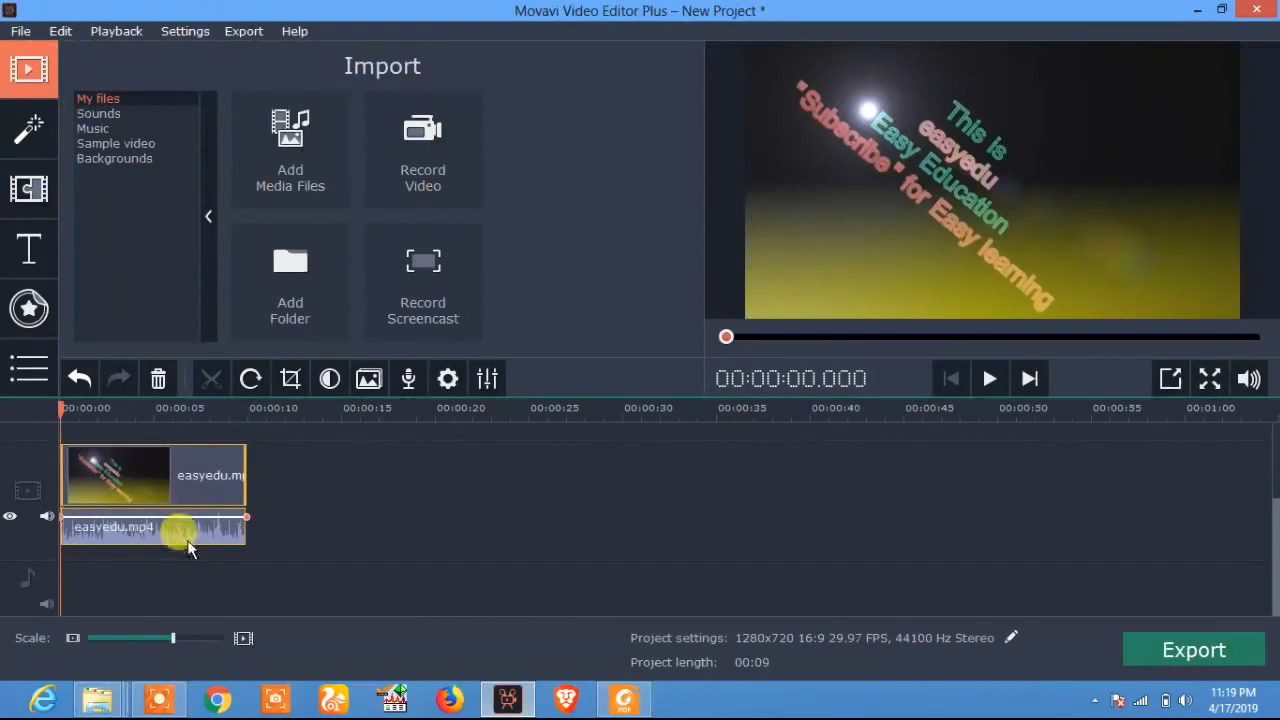 Movavi Video Editor Plus – New Project *
File Edit Playback Settings Export Help
Import
My files
Sounds
Music
Sample video
Backgrounds
Add
Media Files
Record
Video
Add
Folder
Record
Screencast
This is
easyedu
Easy Education
*Subscribe * for Easy learning
00:00:00.000
00:00:00 00:00:05 00:00:10 00:00:15 00:00:20 00:00:25 00:00:30 00:00:35 00:00:40 00:00:45 00:00:50 00:00:55 00:01:00
easyedu.mp
easyedu.mp4
Scale:
Project settings: 1280x720 16:9 29.97 FPS, 44100 Hz Stereo
Project length: 00:09
Export
PDF
11:19 PM
4/17/2019